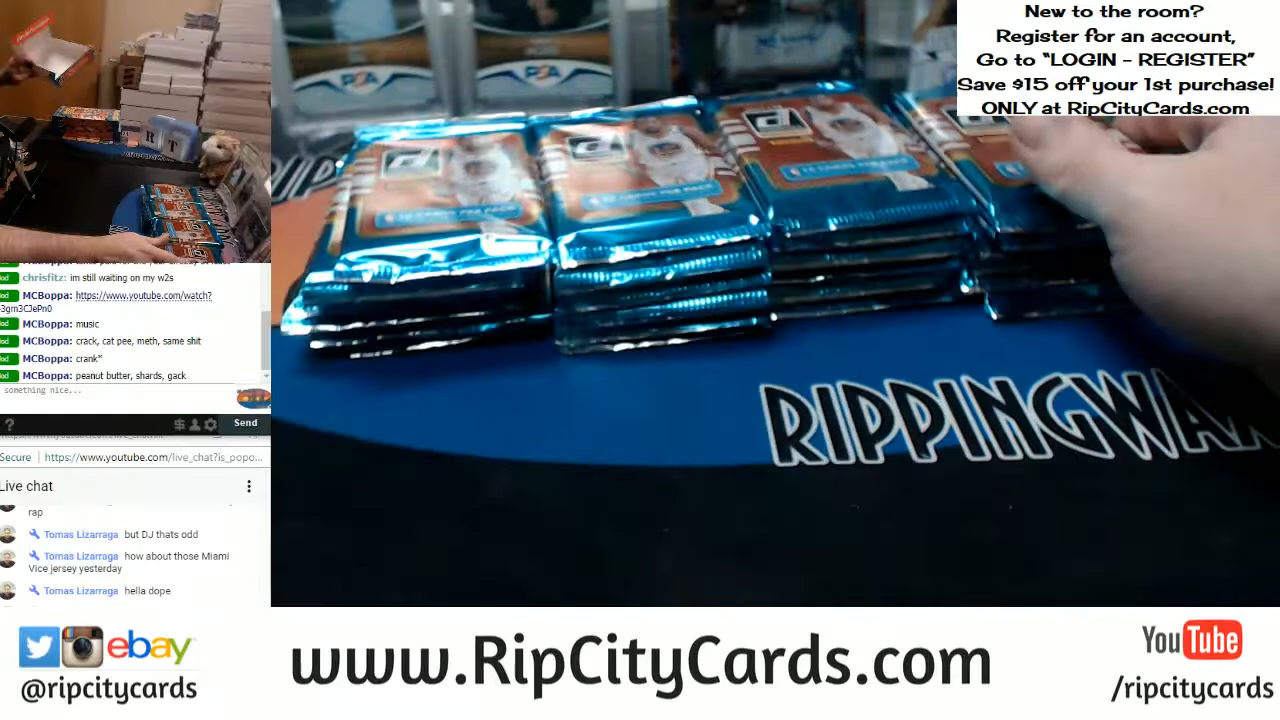 New to the room?
Register for an account,
Go to “LOGIN - REGISTER”
Save $15 off your 1st purchase!
ONLY at RipCityCards.com
R T
RIPPINGWAX
chrisfitz: im still waiting on my w2s
MCBoppa: https://www.youtube.com/watch?
MCBoppa: music
MCBoppa: crack, cat pee, meth, same shit
MCBoppa: crank*
MCBoppa: peanut butter, shards, gack
something nice...
? $ Send
Secure https://www.youtube.com/live_chat?is_popo...
Live chat
rap
Tomas Lizarraga but DJ thats odd
Tomas Lizarraga how about those Miami
Vice jersey yesterday
Tomas Lizarraga hella dope
ebay
@ripcitycards
www.RipCityCards.com
YouTube
/ripcitycards